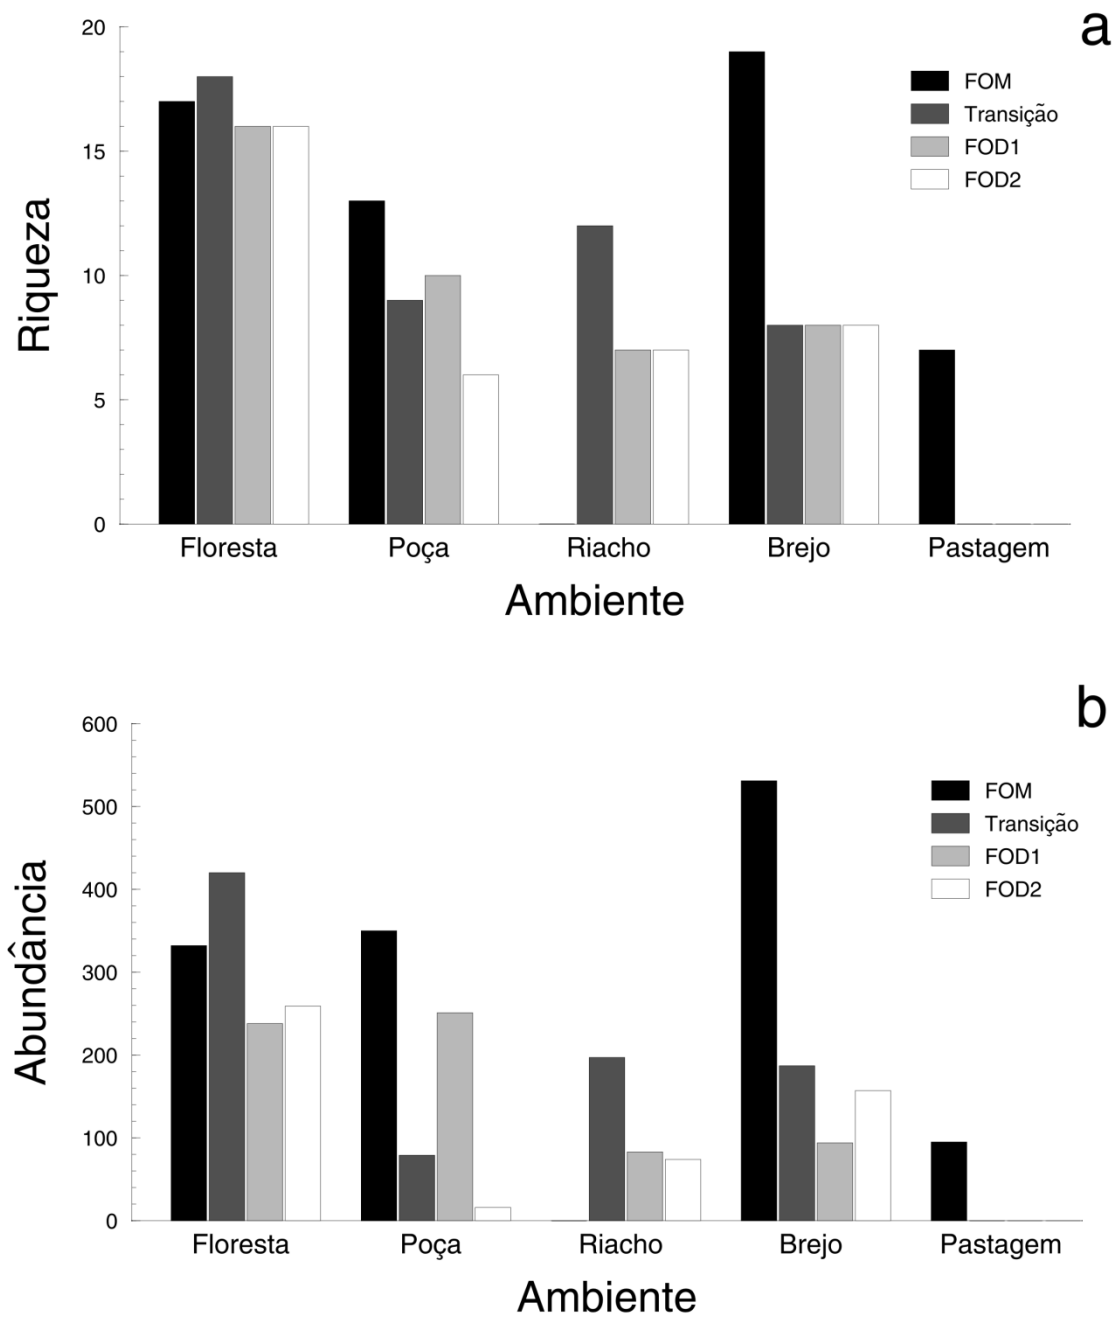 a
20
15
10
5
0
Riqueza
FOM
Transição
FOD1
FOD2
Floresta Poça Riacho Brejo Pastagem
Ambiente
b
600
500
400
300
200
100
0
Abundância
FOM
Transição
FOD1
FOD2
Floresta Poça Riacho Brejo Pastagem
Ambiente